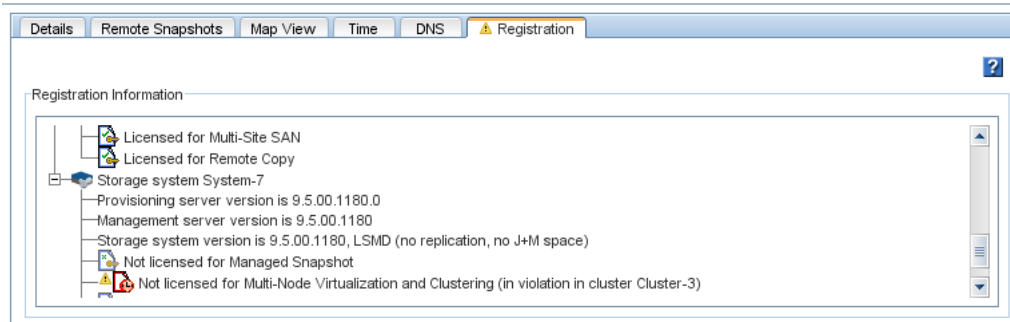 Details Remote Snapshots Map View Time DNS Registration
?
Registration Information
Licensed for Multi-Site SAN
Licensed for Remote Copy
Storage system System-7
Provisioning server version is 9.5.00.1180.0
Management server version is 9.5.00.1180
Storage system version is 9.5.00.1180, LSMD (no replication, no J+M space)
Not licensed for Managed Snapshot
Not licensed for Multi-Node Virtualization and Clustering (in violation in cluster Cluster-3)